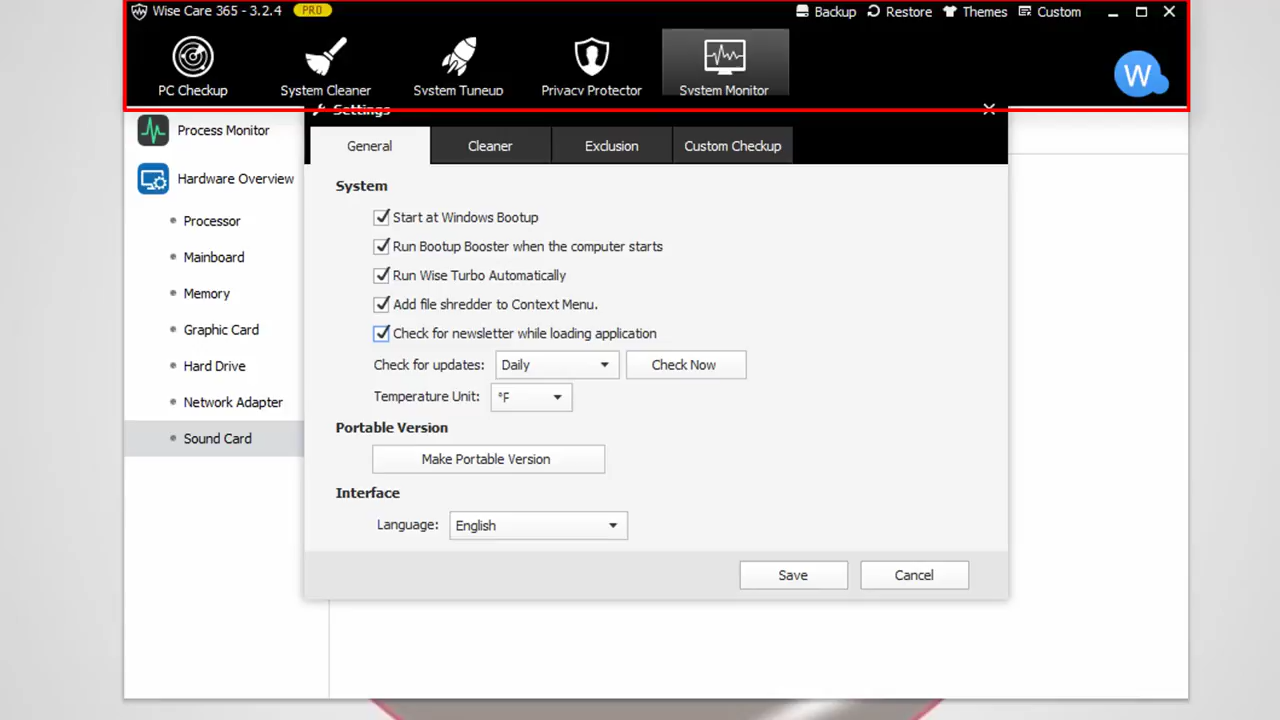 Wise Care 365 - 3.2.4 PRO Backup Restore Themes Custom
PC Checkup System Cleaner System Tuneup Privacy Protector System Monitor W
Settings
Process Monitor
Hardware Overview
Processor
Mainboard
Memory
Graphic Card
Hard Drive
Network Adapter
Sound Card
General Cleaner Exclusion Custom Checkup
System
Start at Windows Bootup
Run Bootup Booster when the computer starts
Run Wise Turbo Automatically
Add file shredder to Context Menu.
Check for newsletter while loading application
Check for updates: Daily Check Now
Temperature Unit: °F
Portable Version
Make Portable Version
Interface
Language: English
Save Cancel